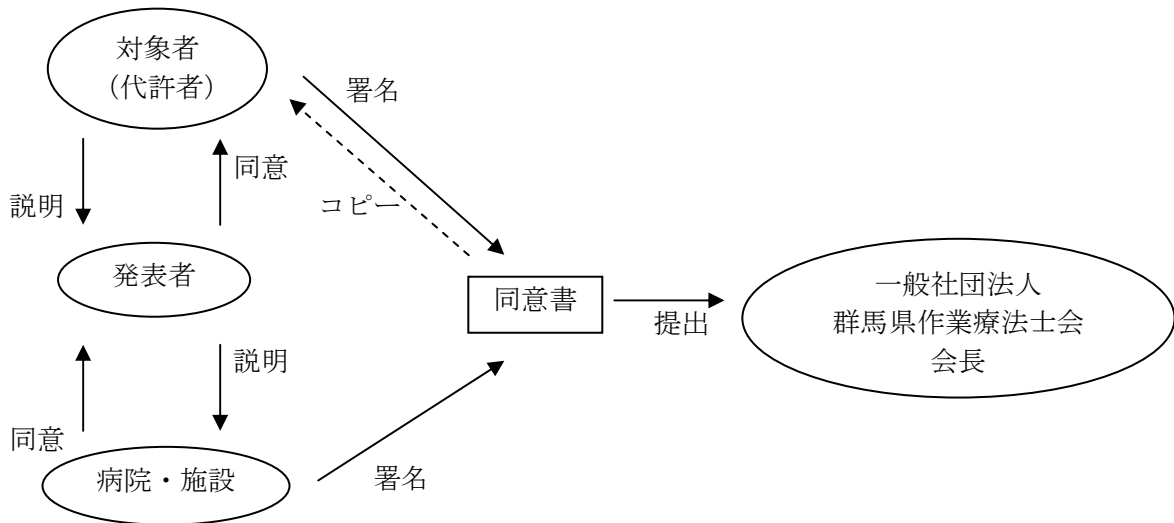 対象者
（代許者）
署名
同意
説明
コピー
発表者
同意書
提出
一般社団法人
群馬県作業療法士会
会長
説明
同意
病院・施設
署名